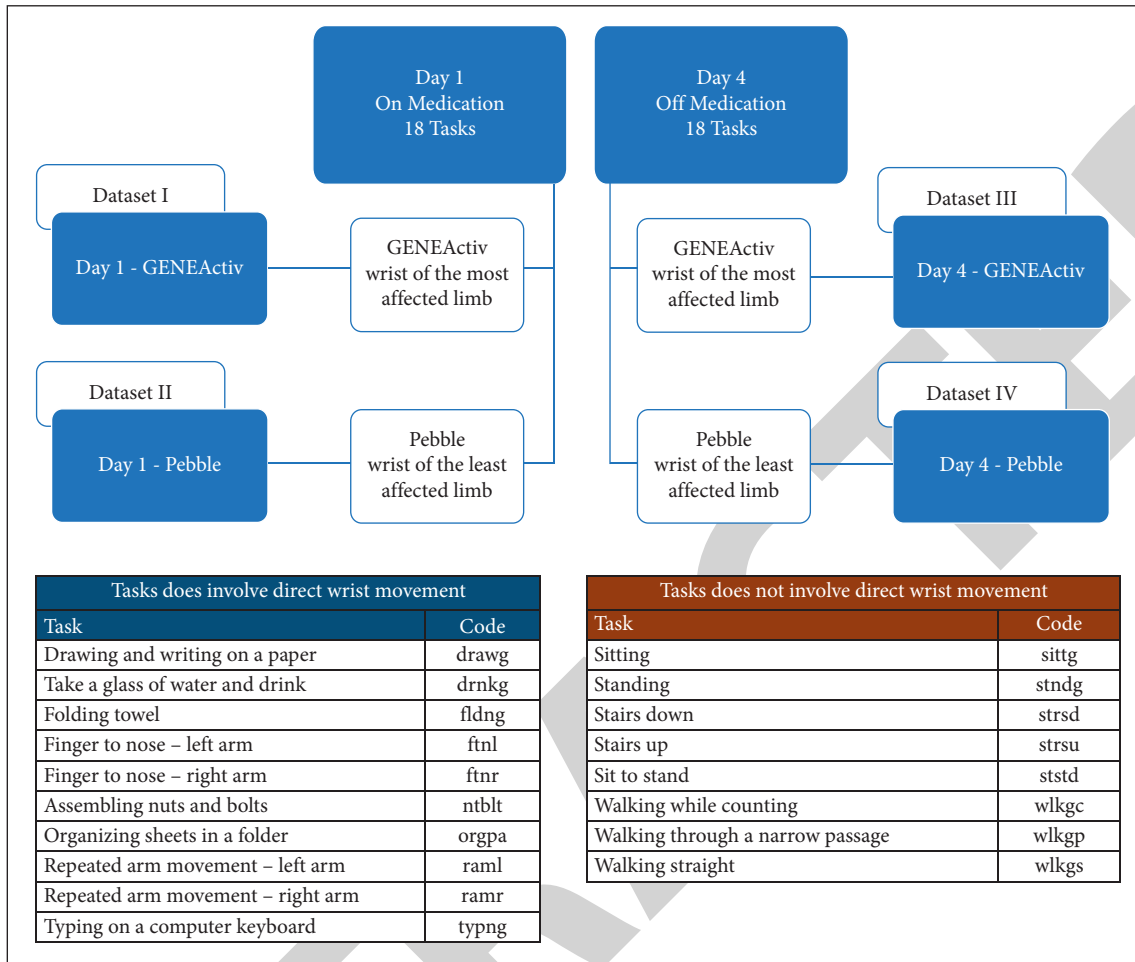 Day 1
On Medication
18 Tasks
Day 4
Off Medication
18 Tasks
Dataset I
Day 1 - GENEActiv
GENEActiv
wrist of the most
affected limb
GENEActiv
wrist of the most
affected limb
Dataset III
Day 4 - GENEActiv
Dataset II
Day 1 - Pebble
Pebble
wrist of the least
affected limb
Pebble
wrist of the least
affected limb
Dataset IV
Day 4 - Pebble
Tasks does involve direct wrist movement
Task Code
Drawing and writing on a paper drawg
Take a glass of water and drink drnkg
Folding towel fldng
Finger to nose – left arm ftnl
Finger to nose – right arm ftnr
Assembling nuts and bolts ntblt
Organizing sheets in a folder orgpa
Repeated arm movement – left arm raml
Repeated arm movement – right arm ramr
Typing on a computer keyboard typng
Tasks does not involve direct wrist movement
Task Code
Sitting sittg
Standing stndg
Stairs down strsd
Stairs up strsu
Sit to stand ststd
Walking while counting wlkgc
Walking through a narrow passage wlkgp
Walking straight wlkgs